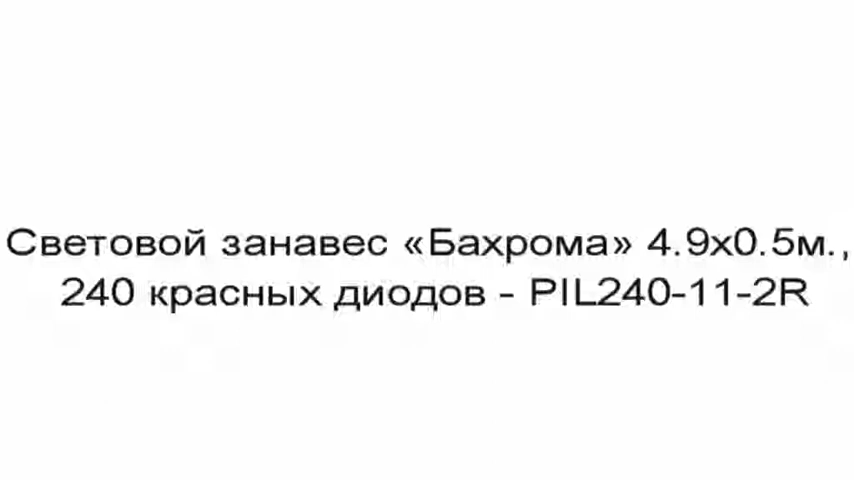 Световой занавес «Бахрома» 4.9х0.5м.,
240 красных диодов - PIL240-11-2R